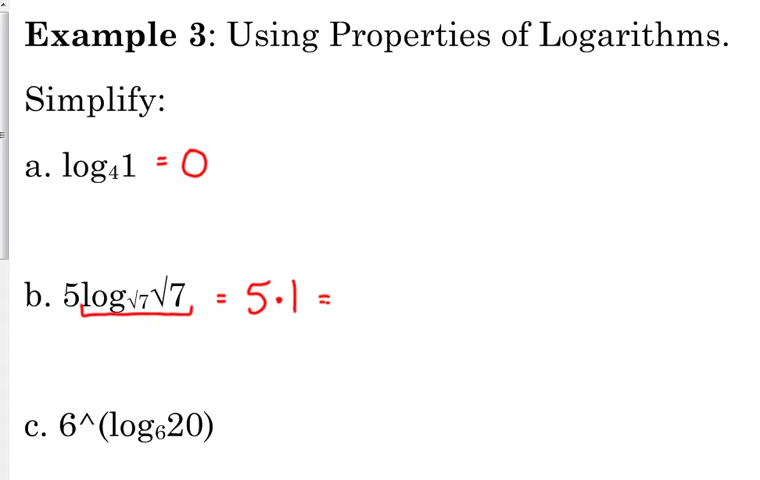 Example 3: Using Properties of Logarithms.
Simplify:
a. log₄1 = 0
b. 5log√₇√7 = 5·1 =
c. 6^(log₆20)